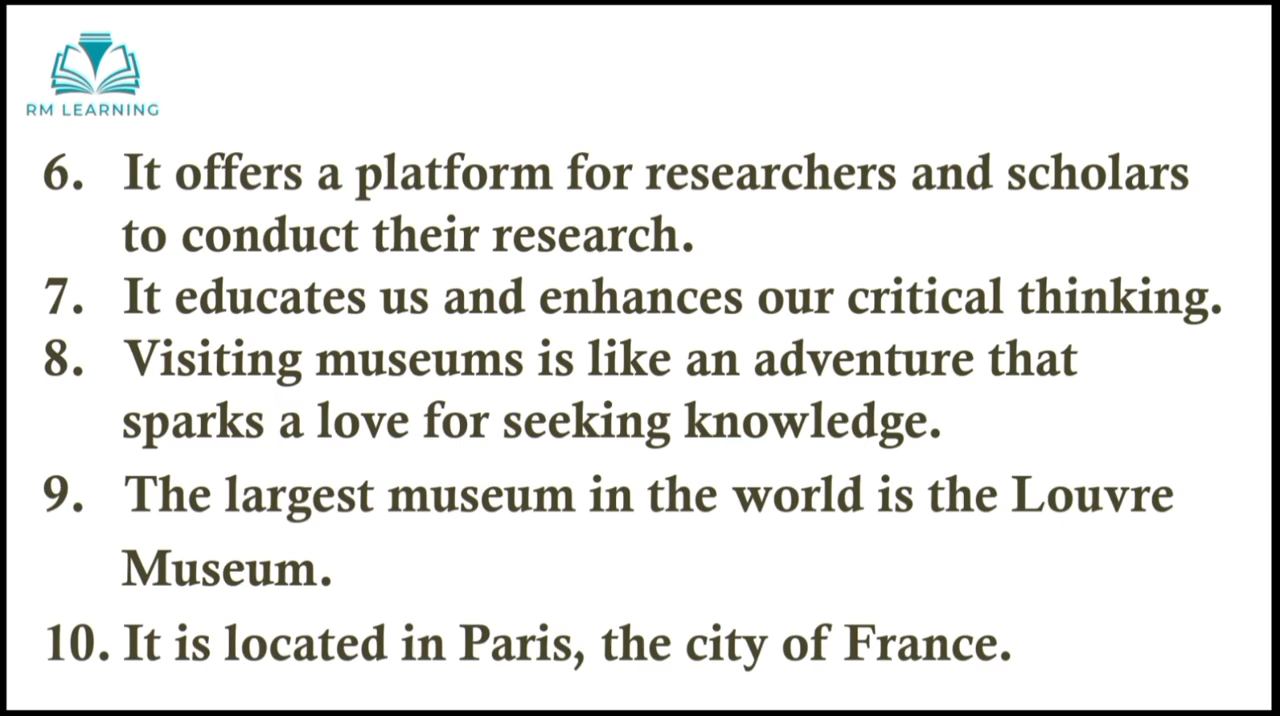 RM LEARNING
6. It offers a platform for researchers and scholars
to conduct their research.
7. It educates us and enhances our critical thinking.
8. Visiting museums is like an adventure that
sparks a love for seeking knowledge.
9. The largest museum in the world is the Louvre
Museum.
10. It is located in Paris, the city of France.